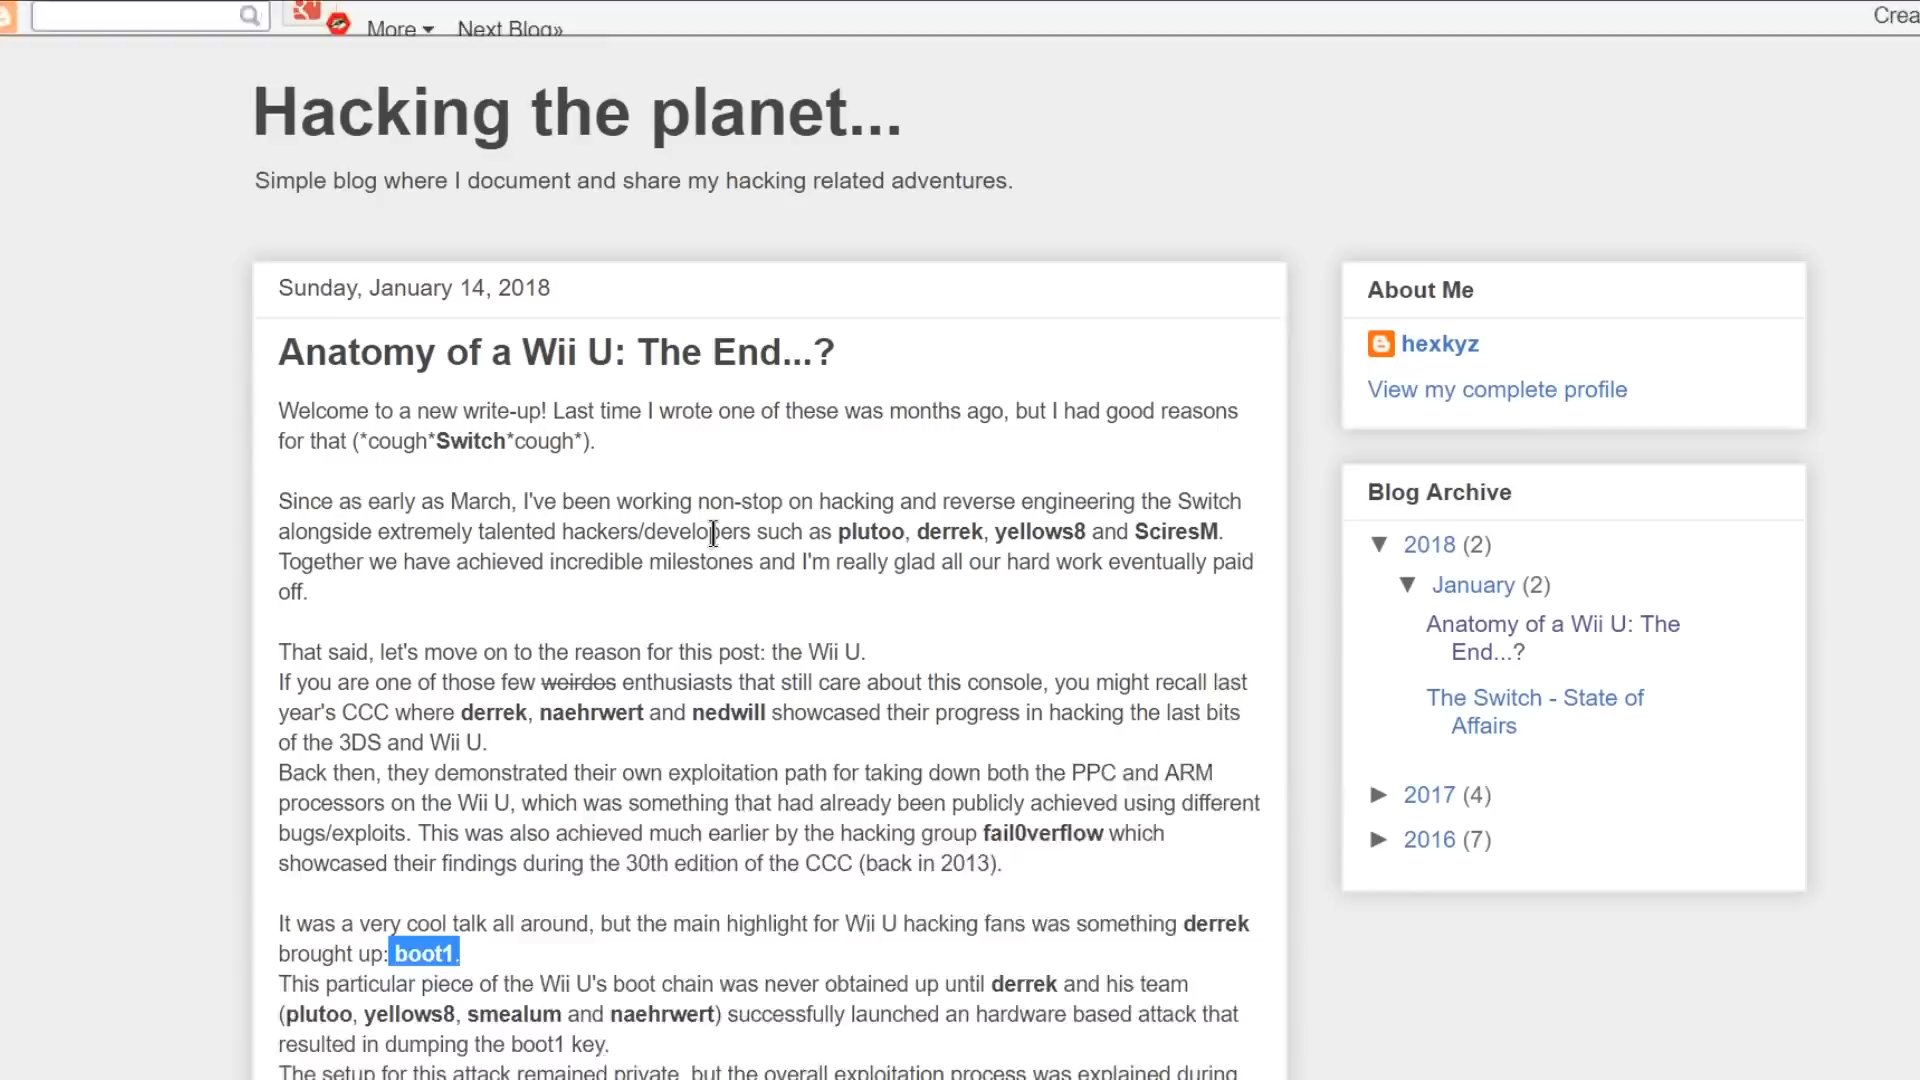 More ▾ Next Blog»
Crea
Hacking the planet...
Simple blog where I document and share my hacking related adventures.
Sunday, January 14, 2018
Anatomy of a Wii U: The End...?
Welcome to a new write-up! Last time I wrote one of these was months ago, but I had good reasons
for that (*cough*Switch*cough*).
Since as early as March, I've been working non-stop on hacking and reverse engineering the Switch
alongside extremely talented hackers/developers such as plutoo, derrek, yellows8 and SciresM.
Together we have achieved incredible milestones and I'm really glad all our hard work eventually paid
off.
That said, let's move on to the reason for this post: the Wii U.
If you are one of those few weirdos enthusiasts that still care about this console, you might recall last
year's CCC where derrek, naehrwert and nedwill showcased their progress in hacking the last bits
of the 3DS and Wii U.
Back then, they demonstrated their own exploitation path for taking down both the PPC and ARM
processors on the Wii U, which was something that had already been publicly achieved using different
bugs/exploits. This was also achieved much earlier by the hacking group fail0verflow which
showcased their findings during the 30th edition of the CCC (back in 2013).
It was a very cool talk all around, but the main highlight for Wii U hacking fans was something derrek
brought up: boot1.
This particular piece of the Wii U's boot chain was never obtained up until derrek and his team
(plutoo, yellows8, smealum and naehrwert) successfully launched an hardware based attack that
resulted in dumping the boot1 key.
The setup for this attack remained private, but the overall exploitation process was explained during
About Me
hexkyz
View my complete profile
Blog Archive
▼ 2018 (2)
▼ January (2)
Anatomy of a Wii U: The
End...?
The Switch - State of
Affairs
► 2017 (4)
► 2016 (7)